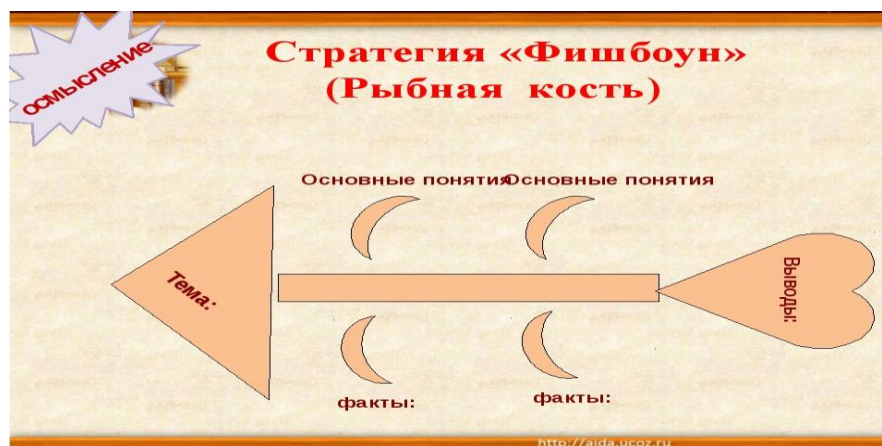 осмысление
Стратегия «Фишбоун»
(Рыбная кость)
Основные понятия
Основные понятия
Тема:
Выводы:
факты:
факты:
http://aida.ucoz.ru